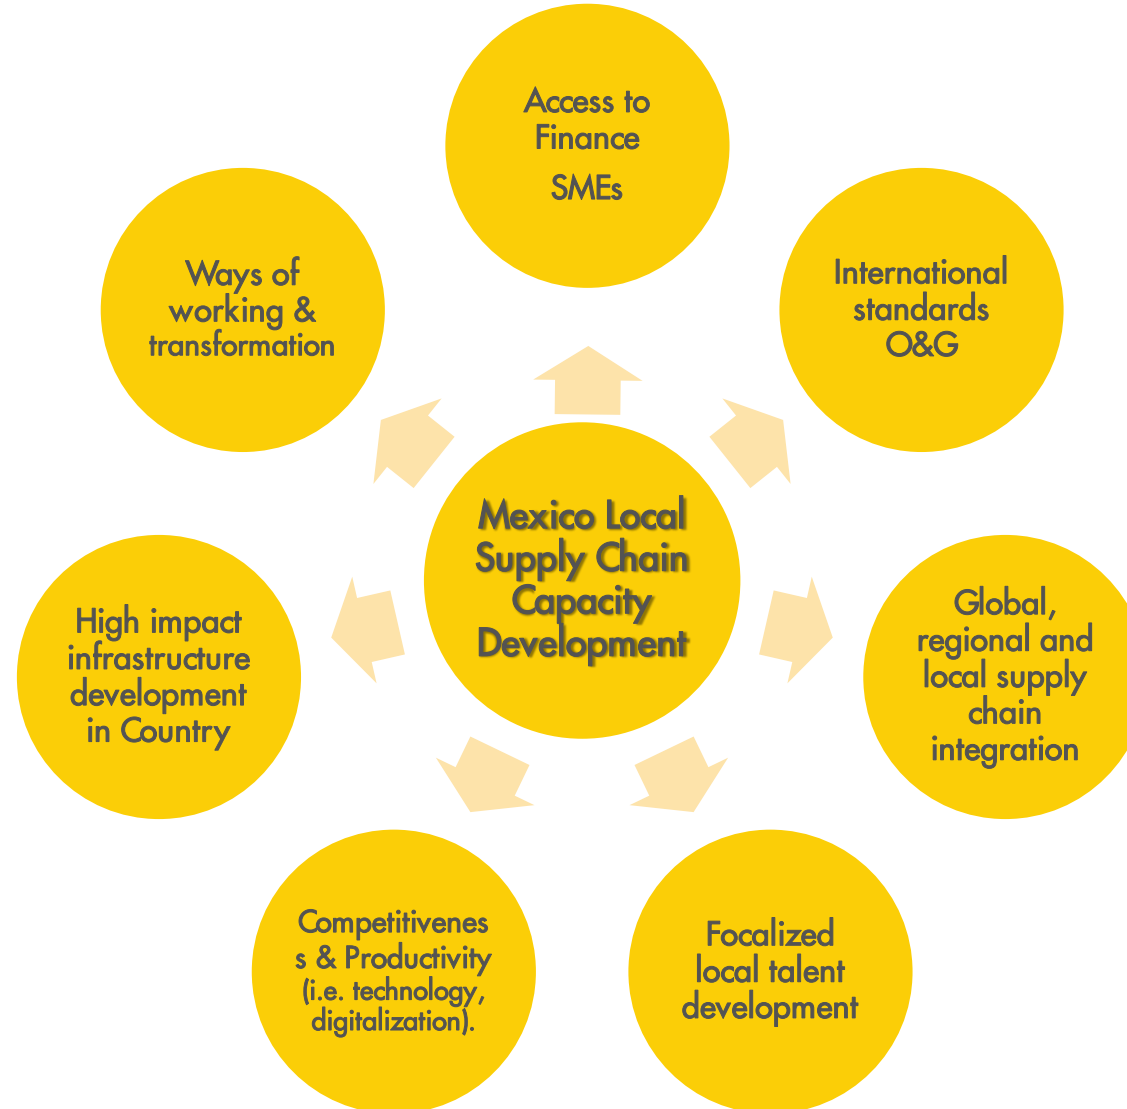 Access to
Finance
SMEs
International
standards
O&G
Global,
regional and
local supply
chain
integration
Focalized
local talent
development
Competitivenes
s & Productivity
(i.e. technology,
digitalization).
High impact
infrastructure
development
in Country
Ways of
working &
transformation
Mexico Local
Supply Chain
Capacity
Development